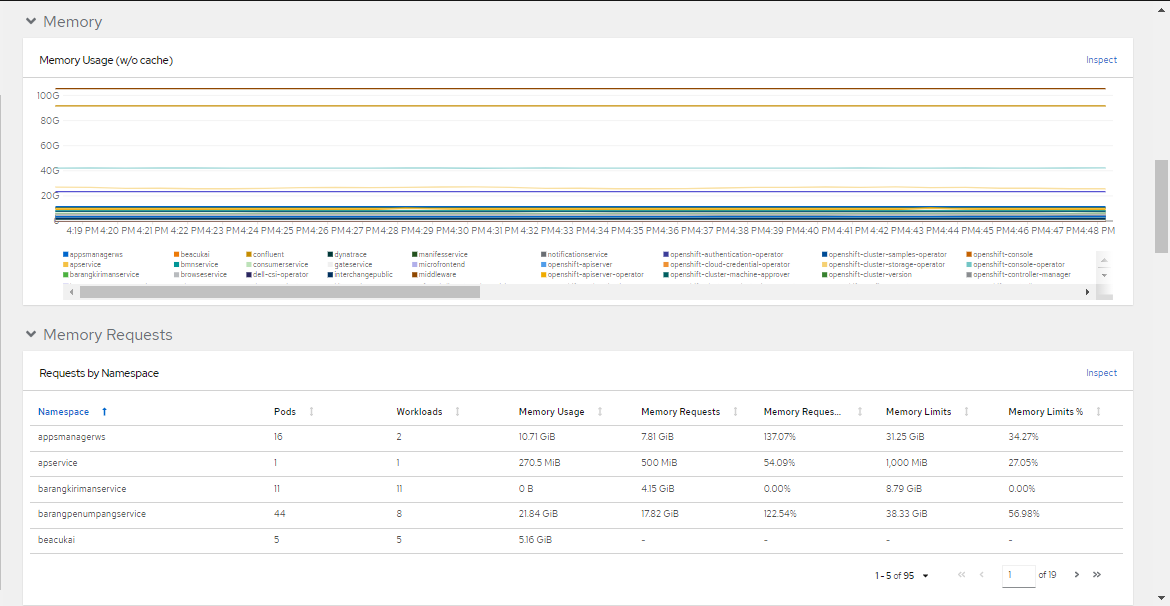 Memory
Memory Usage (w/o cache)
Inspect
100G
80G
60G
40G
20G
4:19 PM 4:20 PM 4:21 PM 4:22 PM 4:23 PM 4:24 PM 4:25 PM 4:26 PM 4:27 PM 4:28 PM 4:29 PM 4:30 PM 4:31 PM 4:32 PM 4:33 PM 4:34 PM 4:35 PM 4:36 PM 4:37 PM 4:38 PM 4:39 PM 4:40 PM 4:41 PM 4:42 PM 4:43 PM 4:44 PM 4:45 PM 4:46 PM 4:47 PM 4:48 PM
appsmanagerws beacukai confluent dynatrace manifesservice notificationservice openshift-authentication-operator openshift-cluster-samples-operator openshift-console
apservice bmnservice consumerservice gateservice microfrontend openshift-apiserver openshift-cloud-credential-operator openshift-cluster-storage-operator openshift-console-operator
barangkirimanservice browseservice dell-csi-operator interchangepublic middleware openshift-apiserver-operator openshift-cluster-machine-approver openshift-cluster-version openshift-controller-manager
Memory Requests
Requests by Namespace
Inspect
Namespace Pods Workloads Memory Usage Memory Requests Memory Reques... Memory Limits Memory Limits %
appsmanagerws 16 2 10.71 GiB 7.81 GiB 137.07% 31.25 GiB 34.27%
apservice 1 1 270.5 MiB 500 MiB 54.09% 1,000 MiB 27.05%
barangkirimanservice 11 11 0 B 4.15 GiB 0.00% 8.79 GiB 0.00%
barangpenumpangservice 44 8 21.84 GiB 17.82 GiB 122.54% 38.33 GiB 56.98%
beacukai 5 5 5.16 GiB - - - -
1 - 5 of 95 1 of 19